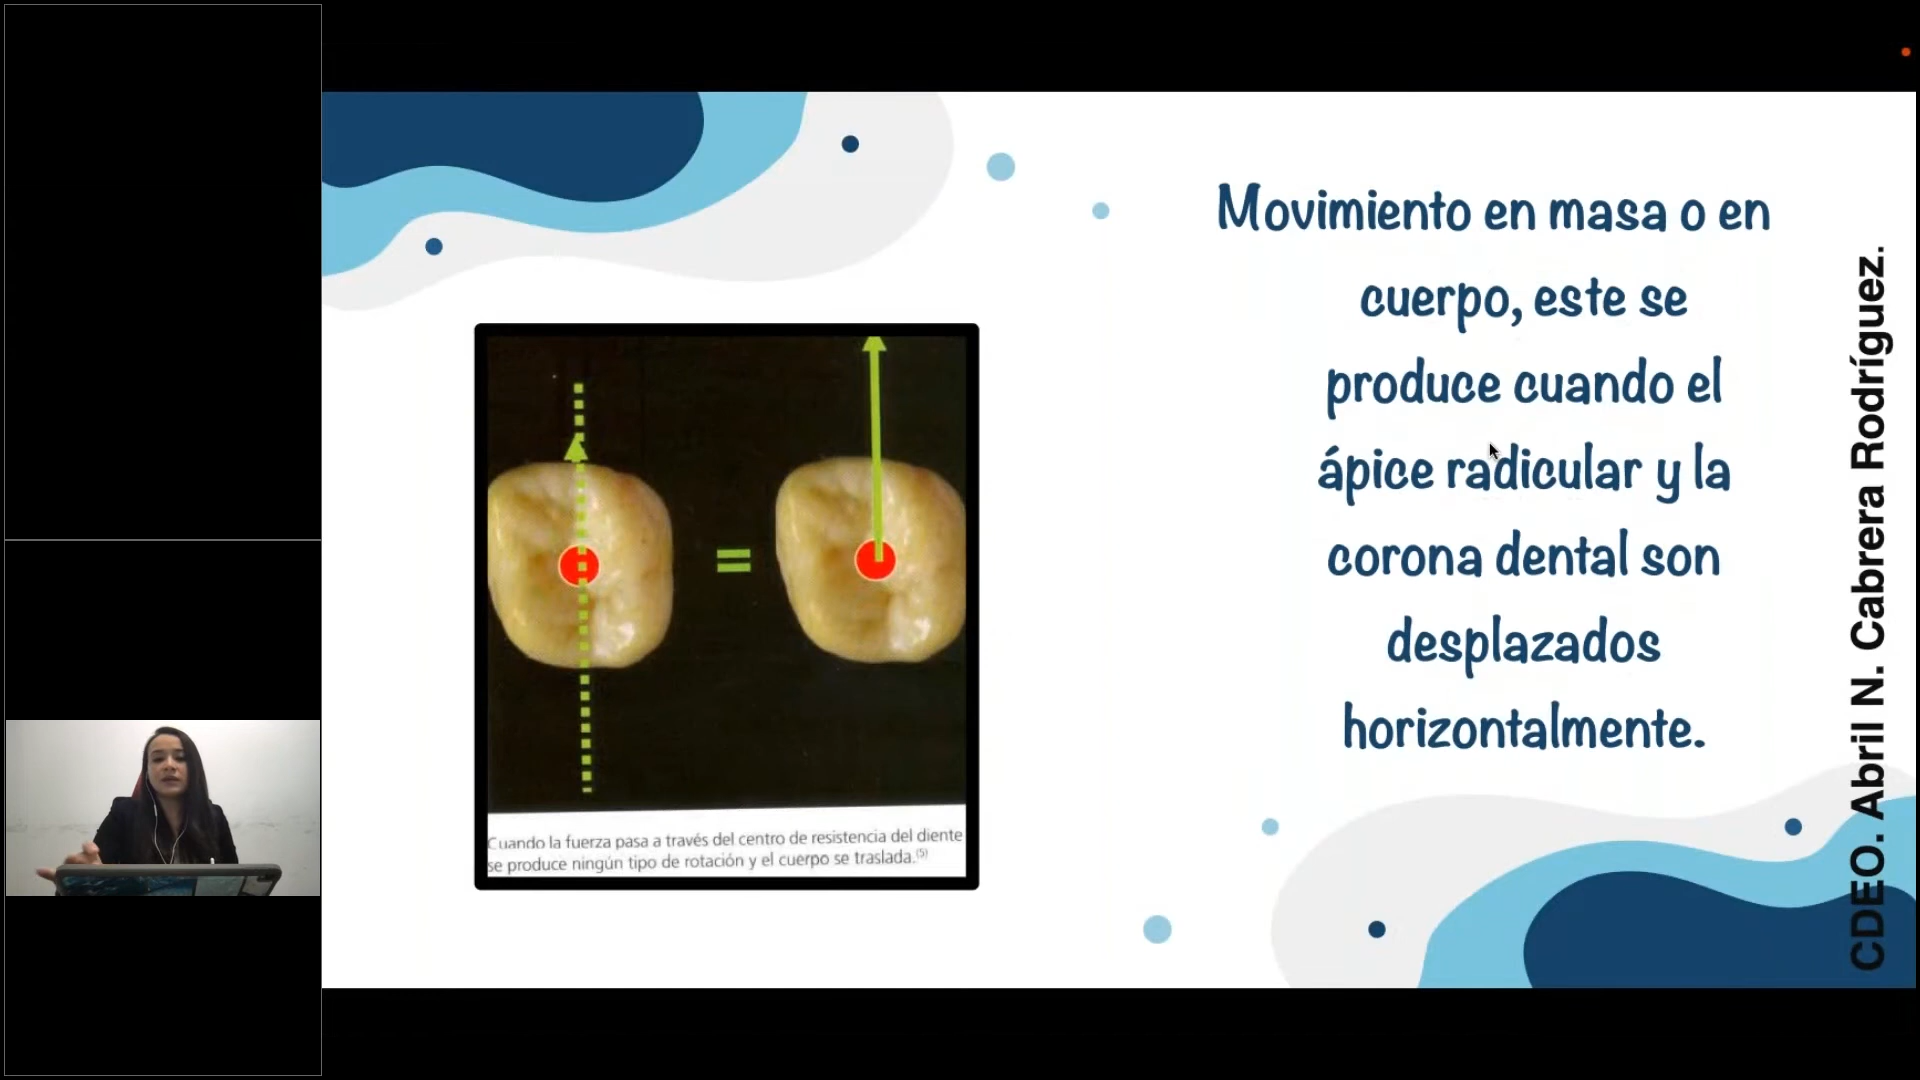 Movimiento en masa o en
cuerpo, este se
produce cuando el
ápice radicular y la
corona dental son
desplazados
horizontalmente.
=
Cuando la fuerza pasa a través del centro de resistencia del diente
se produce ningún tipo de rotación y el cuerpo se traslada.(5)
CDEO. Abril N. Cabrera Rodríguez.